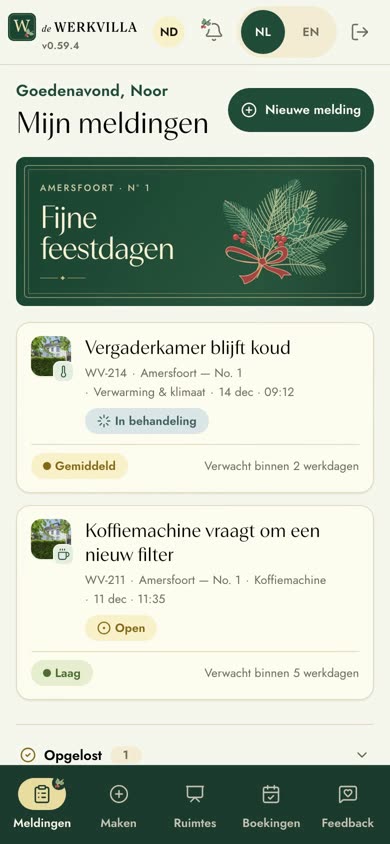 W
de WERKVILLA
v0.59.4
ND
NL
EN
Goedenavond, Noor
Mijn meldingen
Nieuwe melding
AMERSFOORT · N° 1
Fijne
feestdagen
Vergaderkamer blijft koud
WV-214 · Amersfoort — No. 1
· Verwarming & klimaat · 14 dec · 09:12
In behandeling
Gemiddeld
Verwacht binnen 2 werkdagen
Koffiemachine vraagt om een
nieuw filter
WV-211 · Amersfoort — No. 1 · Koffiemachine
· 11 dec · 11:35
Open
Laag
Verwacht binnen 5 werkdagen
Opgelost 1
Meldingen
Maken
Ruimtes
Boekingen
Feedback